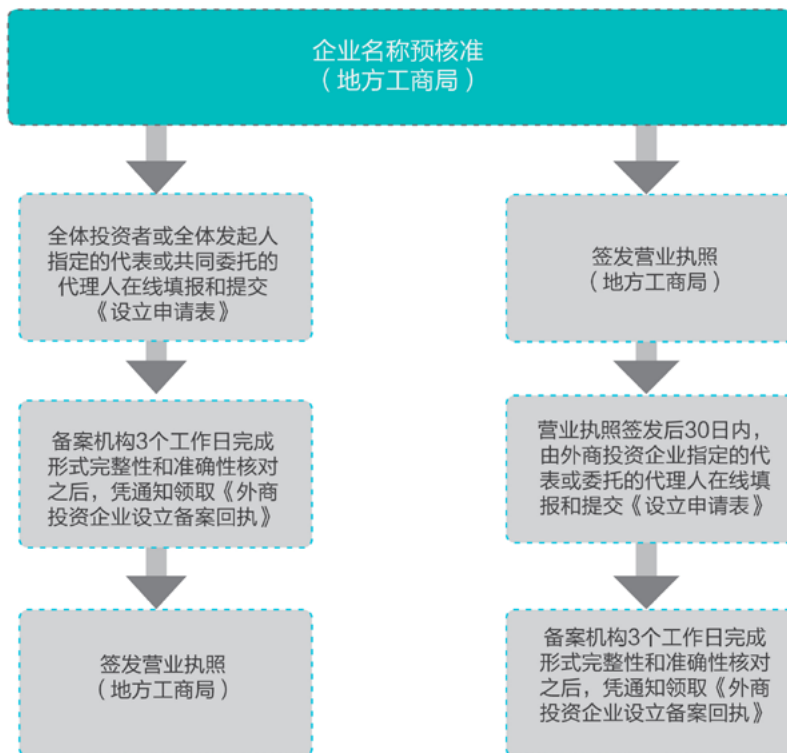 企业名称预核准
（地方工商局）
全体投资者或全体发起人
指定的代表或共同委托的
代理人在线填报和提交
《设立申请表》
备案机构3个工作日完成
形式完整性和准确性核对
之后，凭通知领取《外商
投资企业设立备案回执》
签发营业执照
（地方工商局）
签发营业执照
（地方工商局）
营业执照签发后30日内，
由外商投资企业指定的代
表或委托的代理人在线填
报和提交《设立申请表》
备案机构3个工作日完成
形式完整性和准确性核对
之后，凭通知领取《外商
投资企业设立备案回执》